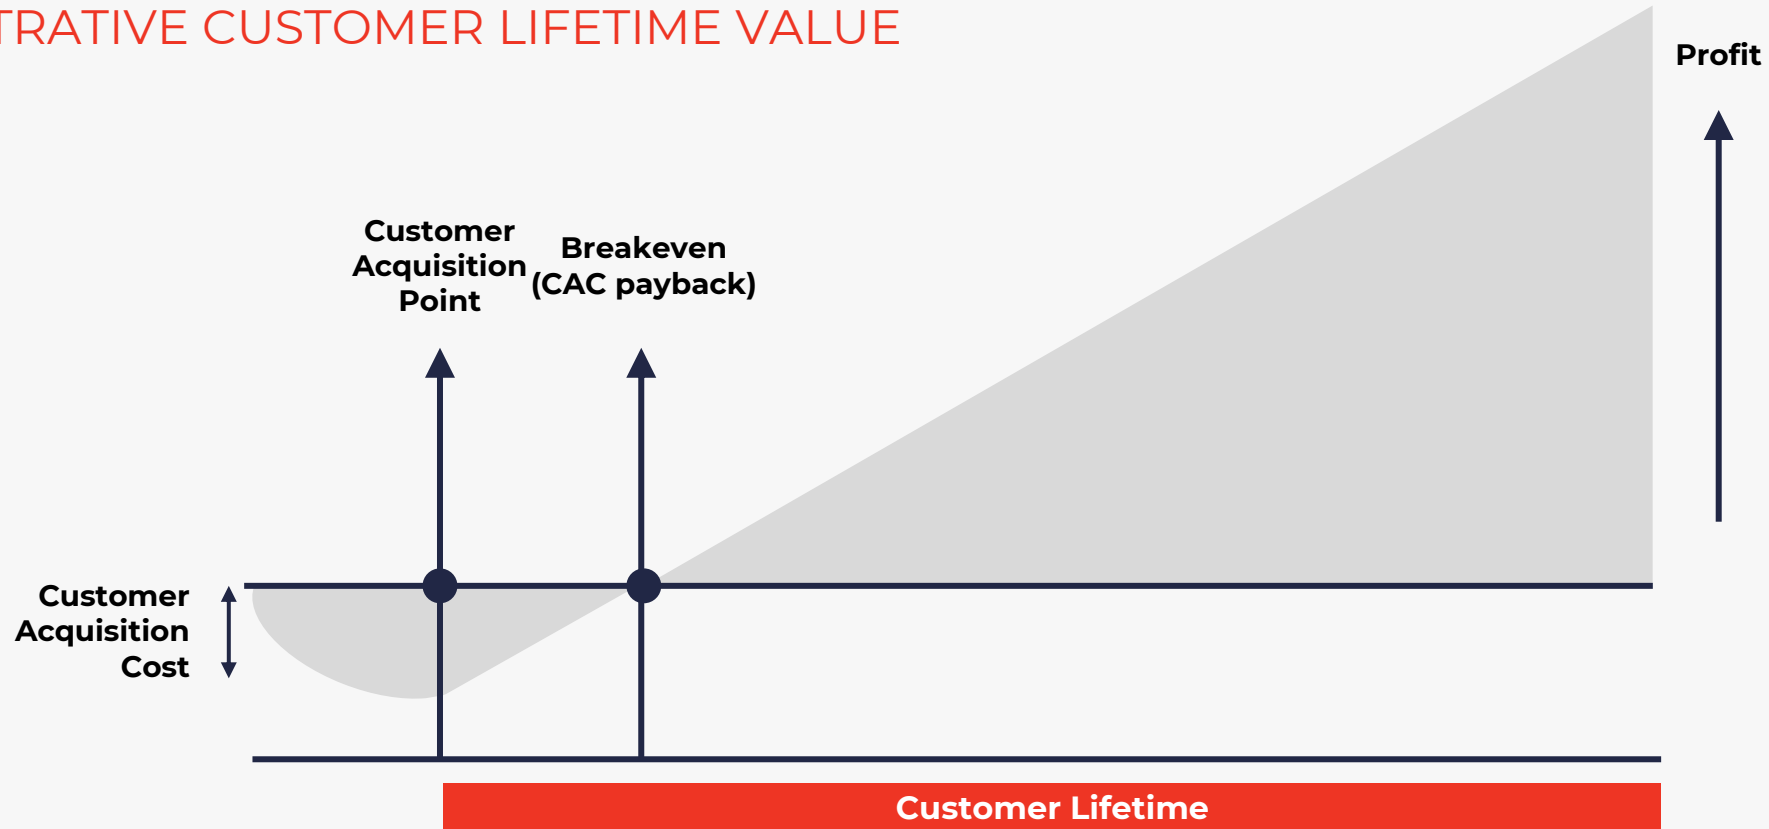 TRATIVE CUSTOMER LIFETIME VALUE
Profit
Customer
Acquisition
Point
Breakeven
(CAC payback)
Customer
Acquisition
Cost
Customer Lifetime